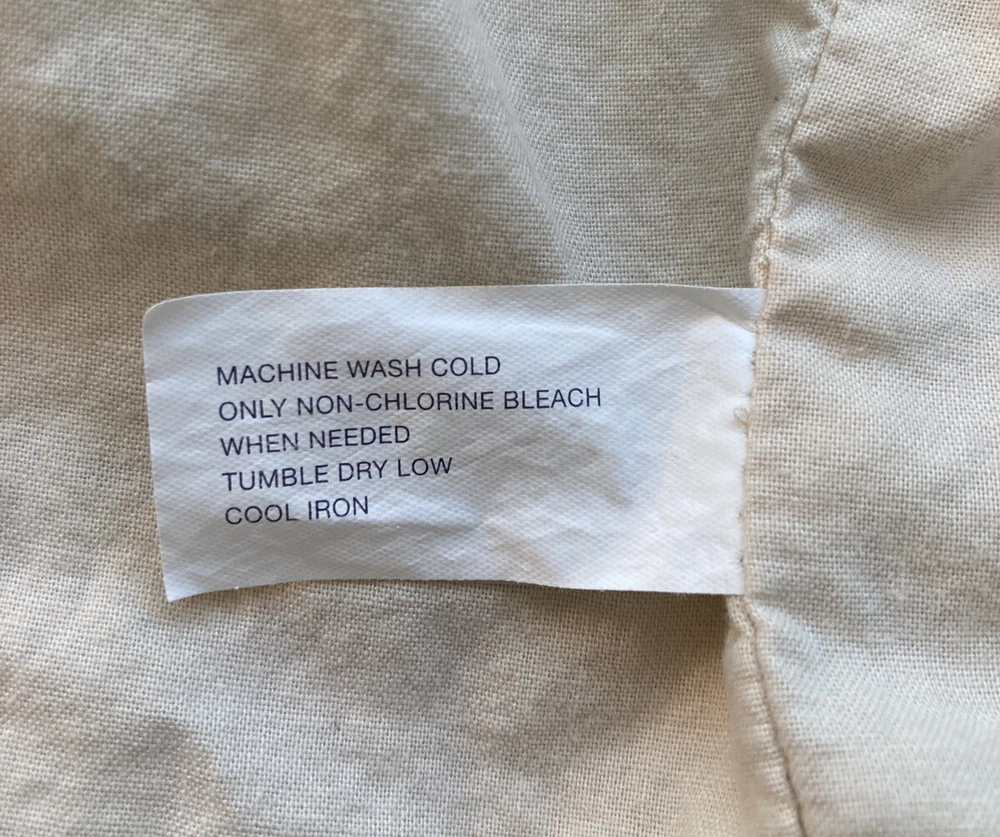 MACHINE WASH COLD
ONLY NON-CHLORINE BLEACH
WHEN NEEDED
TUMBLE DRY LOW
COOL IRON